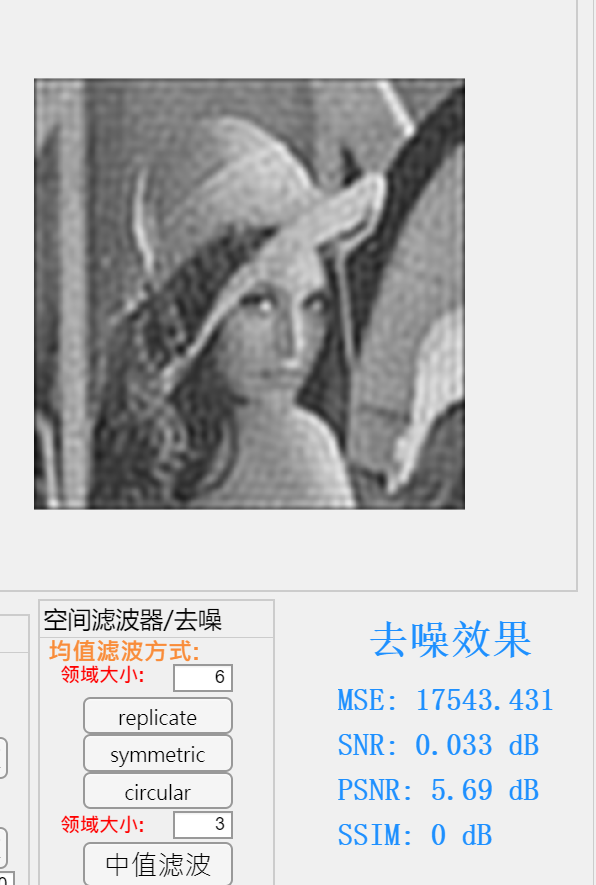 空间滤波器/去噪
均值滤波方式:
领域大小: 6
replicate
symmetric
circular
领域大小: 3
中值滤波
去噪效果
MSE: 17543.431
SNR: 0.033 dB
PSNR: 5.69 dB
SSIM: 0 dB